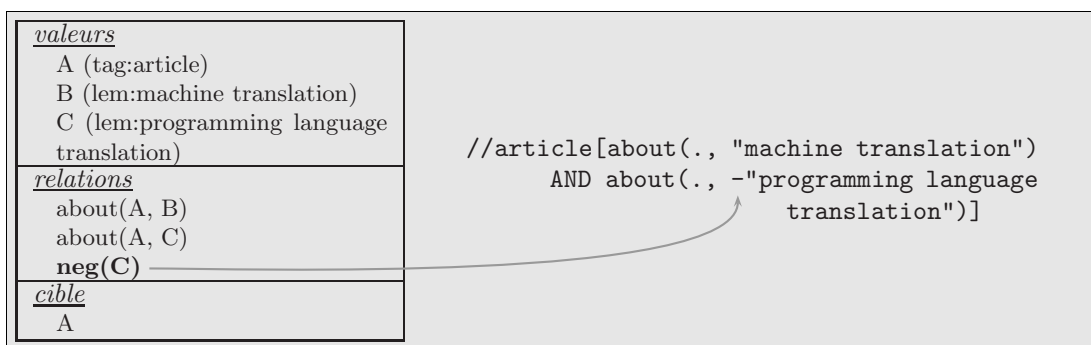 valeurs
A (tag:article)
B (lem:machine translation)
C (lem:programming language
translation)
relations
about(A, B)
about(A, C)
neg(C)
cible
A
//article[about(., "machine translation")
AND about(., -"programming language
translation")]